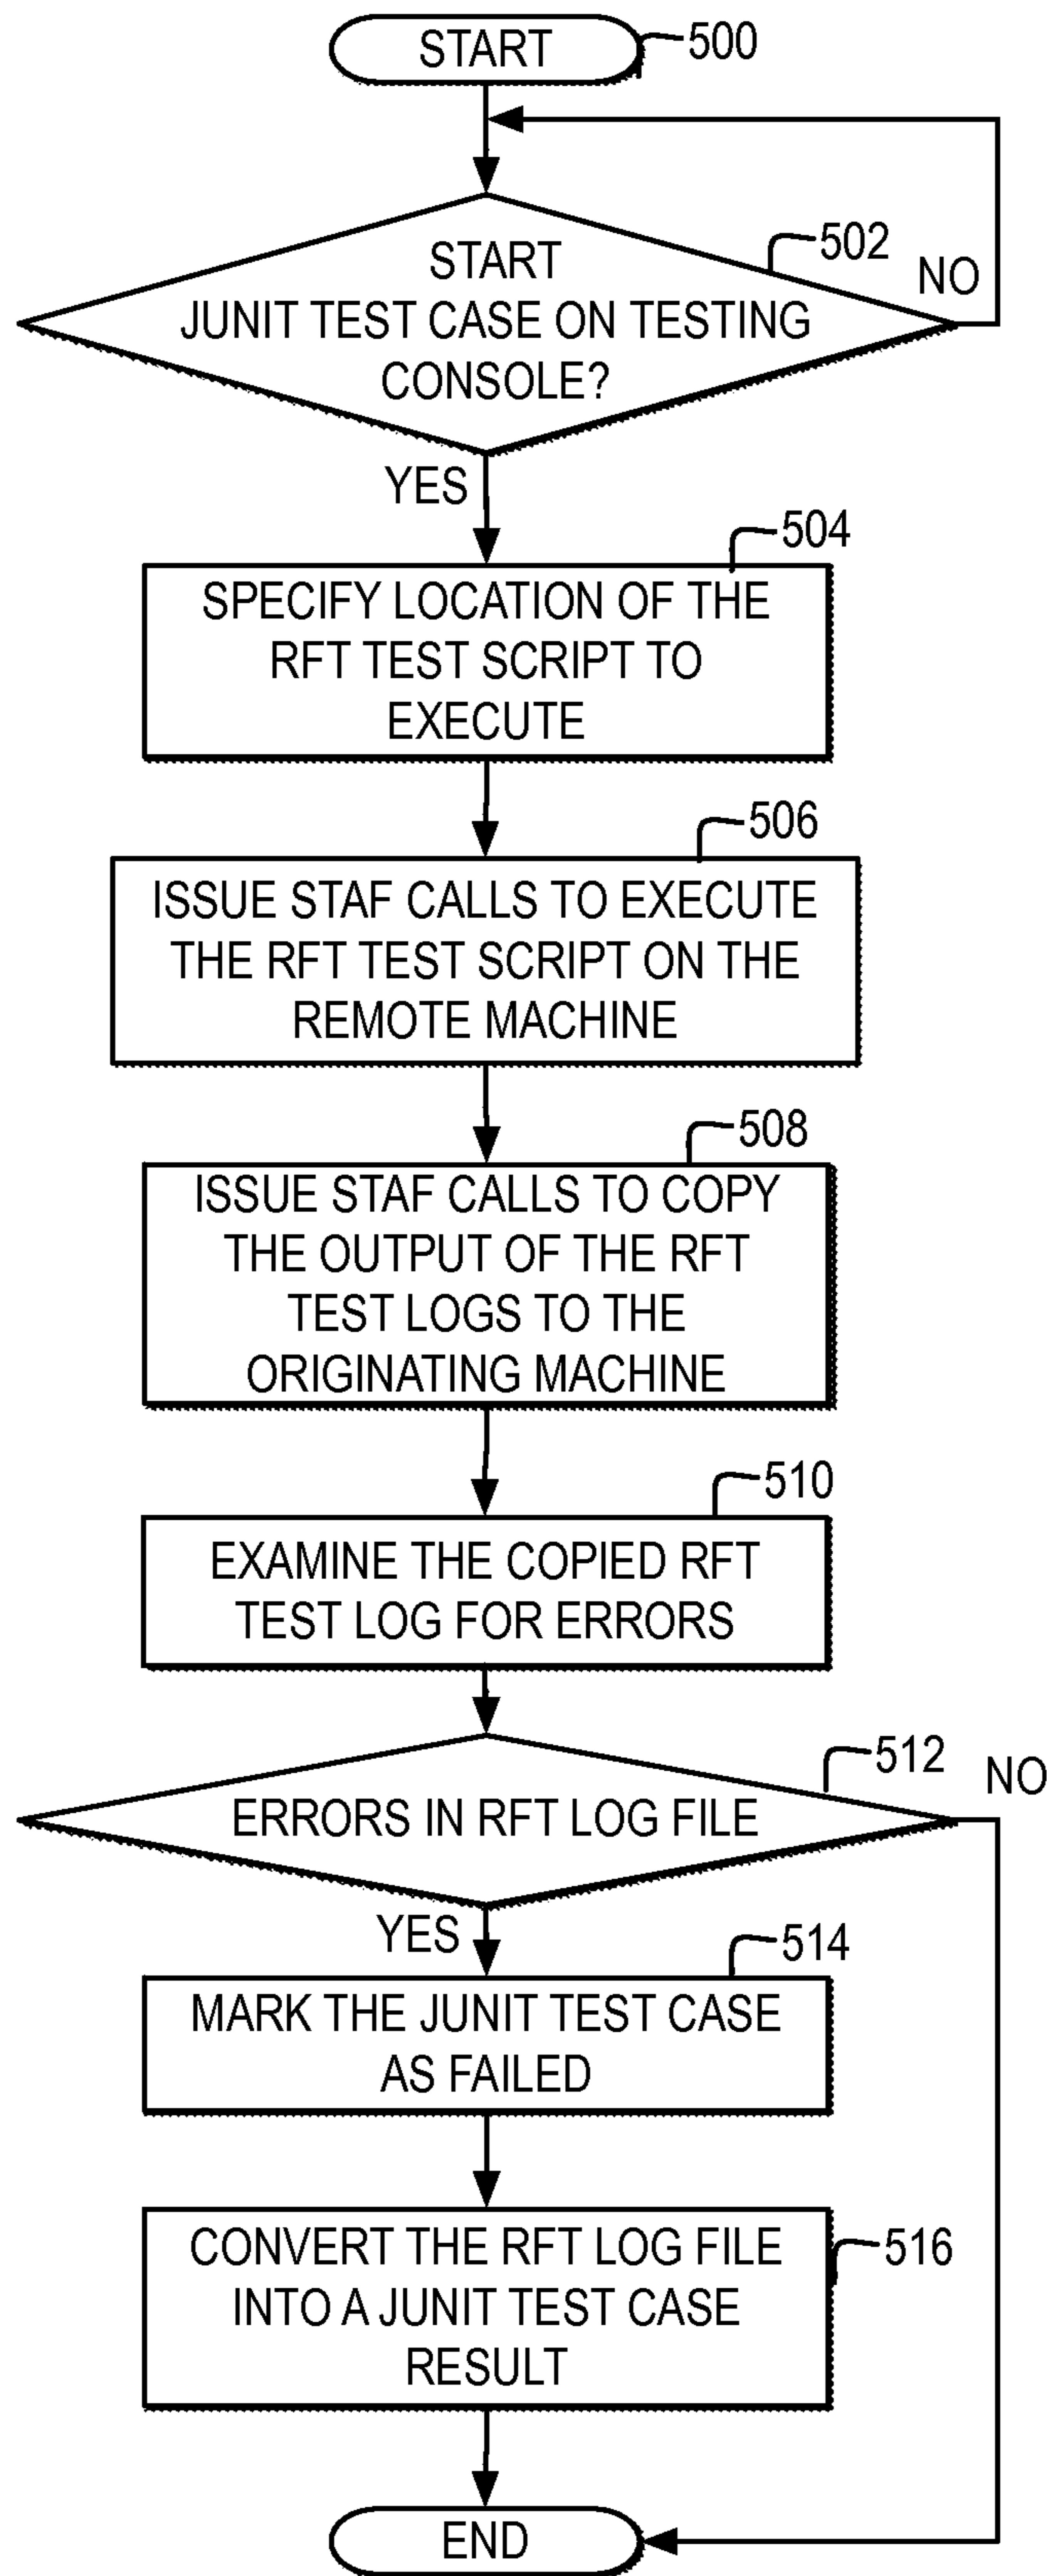 START
500
START
JUNIT TEST CASE ON TESTING
CONSOLE?
502
NO
YES
504
SPECIFY LOCATION OF THE
RFT TEST SCRIPT TO
EXECUTE
506
ISSUE STAF CALLS TO EXECUTE
THE RFT TEST SCRIPT ON THE
REMOTE MACHINE
508
ISSUE STAF CALLS TO COPY
THE OUTPUT OF THE RFT
TEST LOGS TO THE
ORIGINATING MACHINE
510
EXAMINE THE COPIED RFT
TEST LOG FOR ERRORS
512
NO
ERRORS IN RFT LOG FILE
YES
514
MARK THE JUNIT TEST CASE
AS FAILED
516
CONVERT THE RFT LOG FILE
INTO A JUNIT TEST CASE
RESULT
END